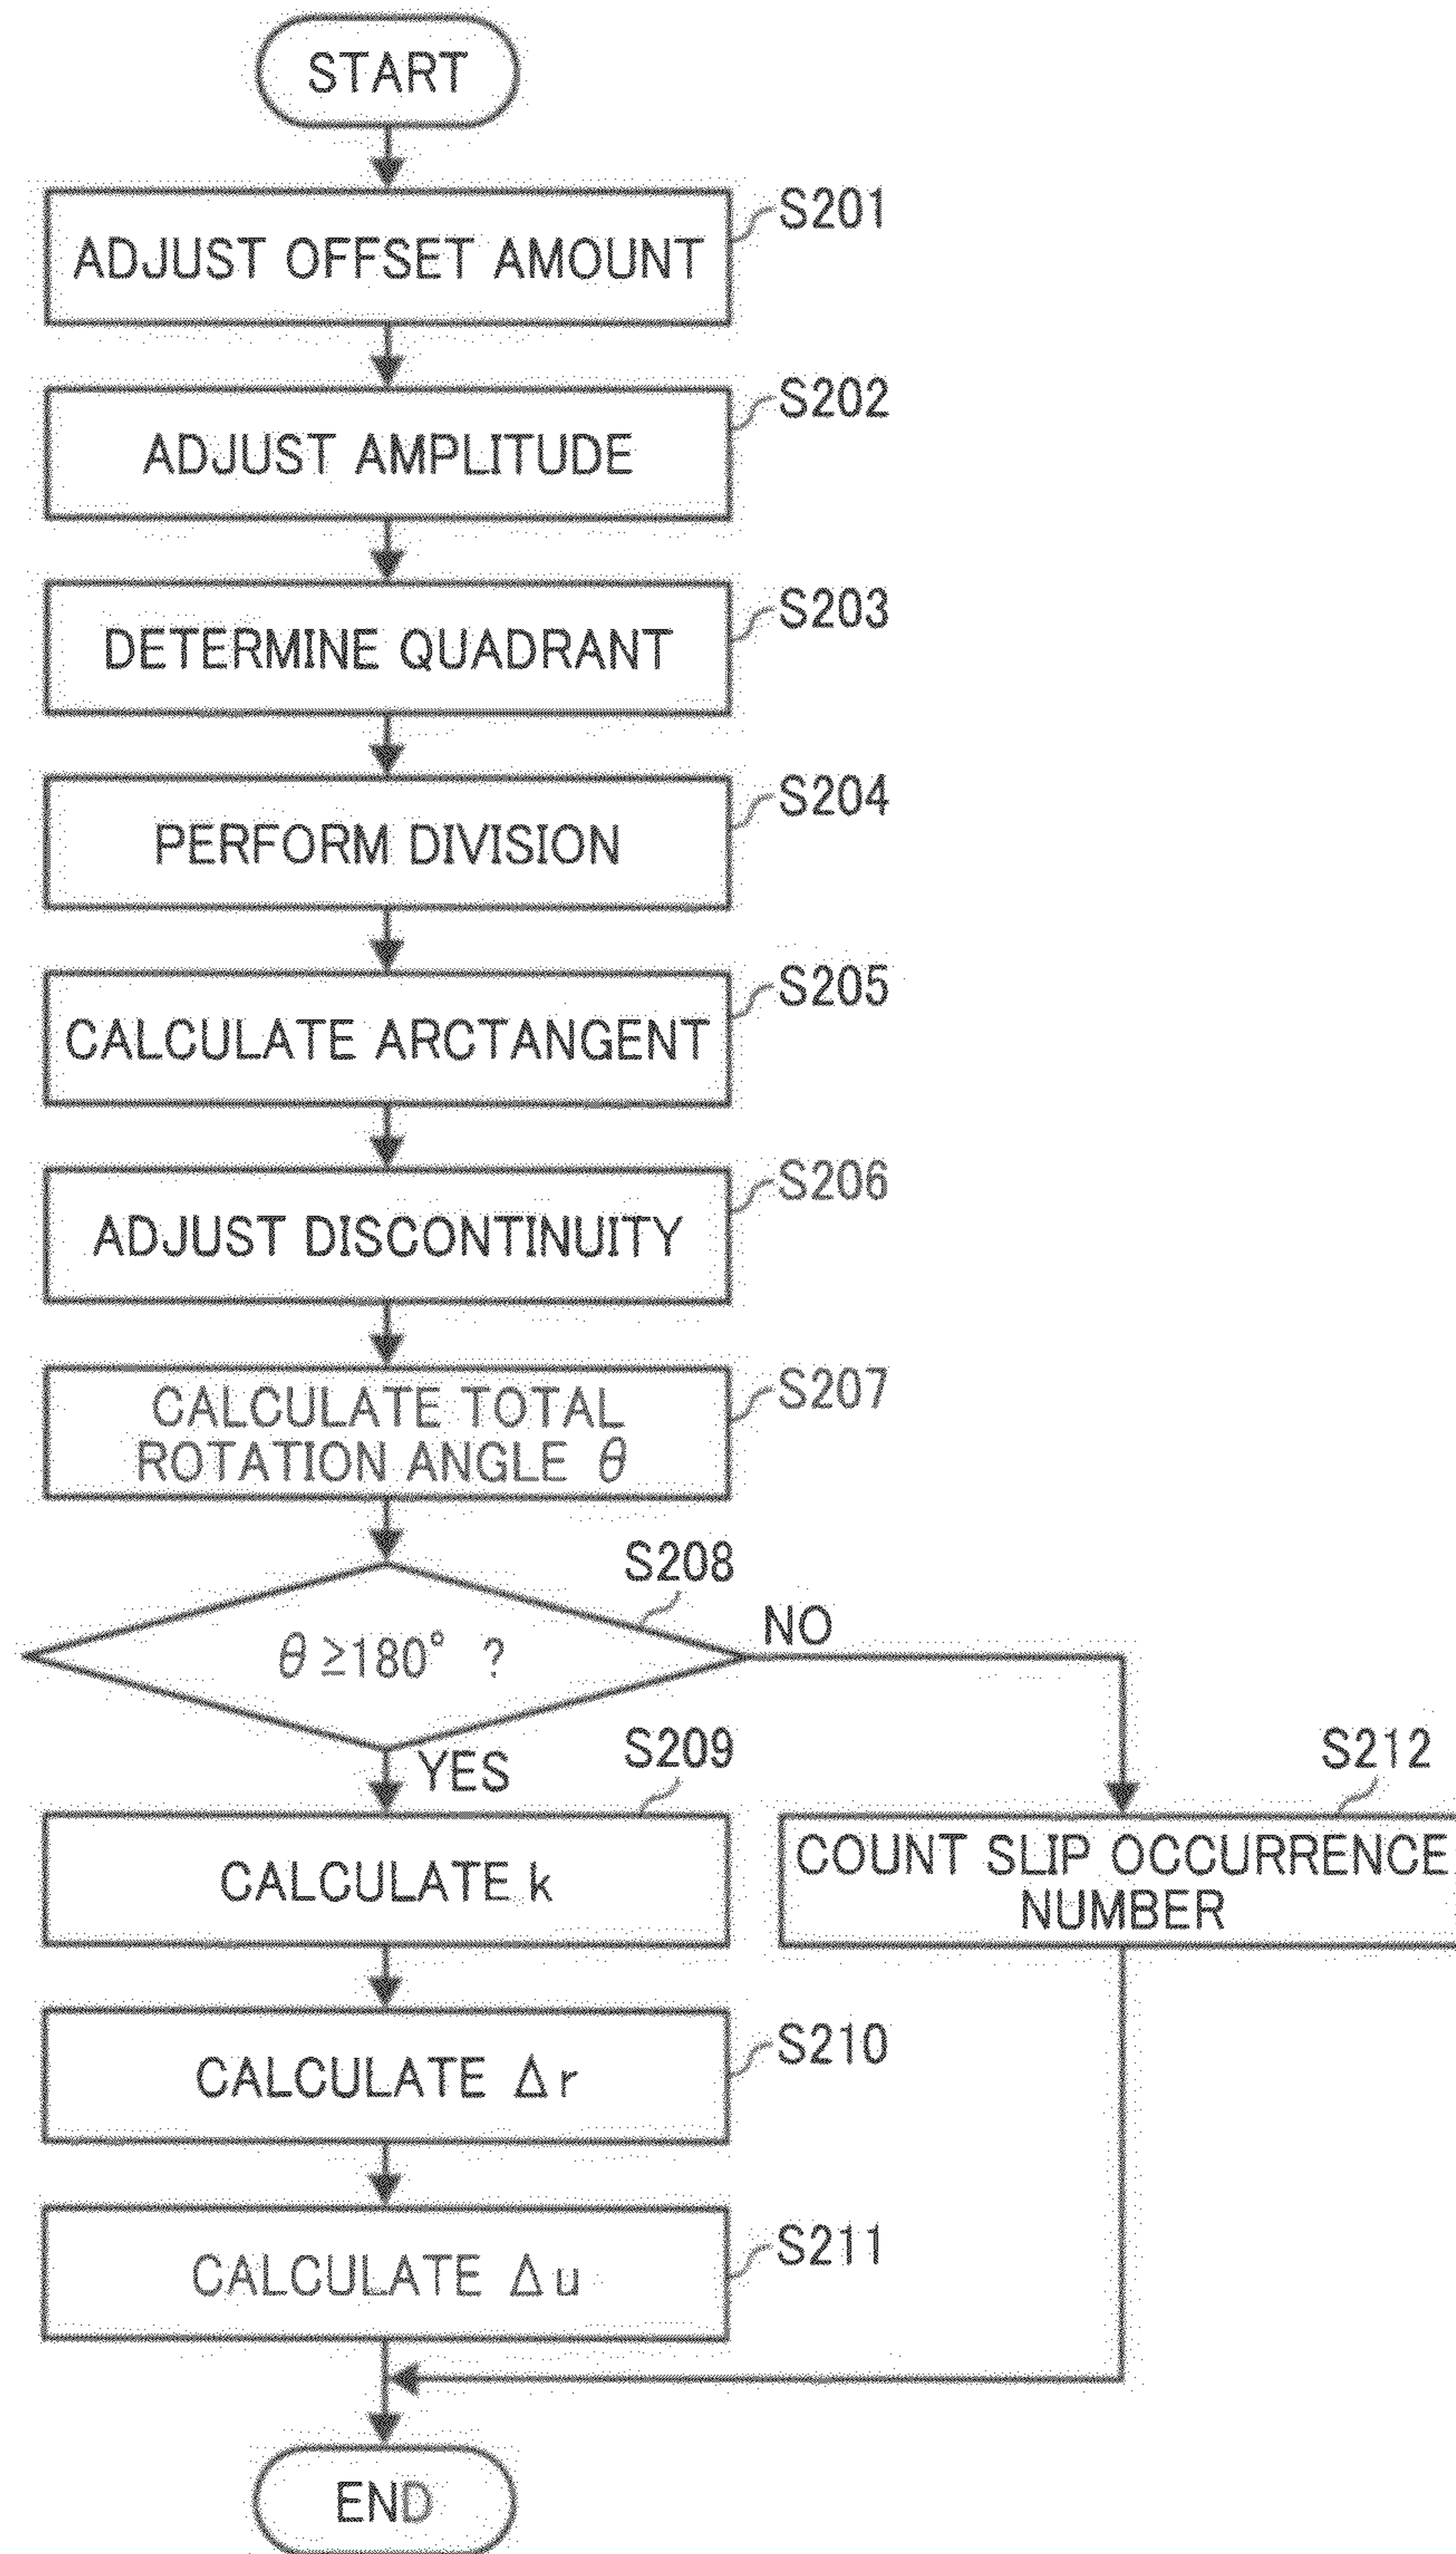 START
S201
ADJUST OFFSET AMOUNT
S202
ADJUST AMPLITUDE
S203
DETERMINE QUADRANT
S204
PERFORM DIVISION
S205
CALCULATE ARCTANGENT
S206
ADJUST DISCONTINUITY
S207
CALCULATE TOTAL
ROTATION ANGLE θ
S208
θ ≥180° ?
NO
YES
S209
CALCULATE k
S212
COUNT SLIP OCCURRENCE
NUMBER
S210
CALCULATE Δr
S211
CALCULATE Δu
END